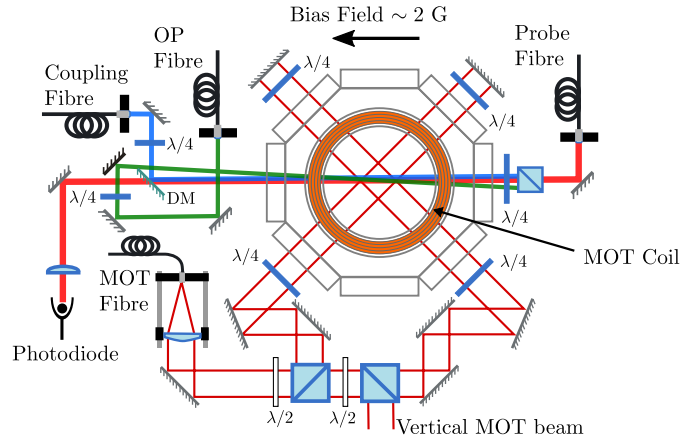 Bias Field ∼ 2 G
OP
Fibre
Probe
Fibre
Coupling
Fibre
λ/4
λ/4
λ/4
λ/4
DM
λ/4
λ/4
MOT Coil
λ/4
λ/4
MOT
Fibre
Photodiode
λ/2
λ/2
Vertical MOT beam